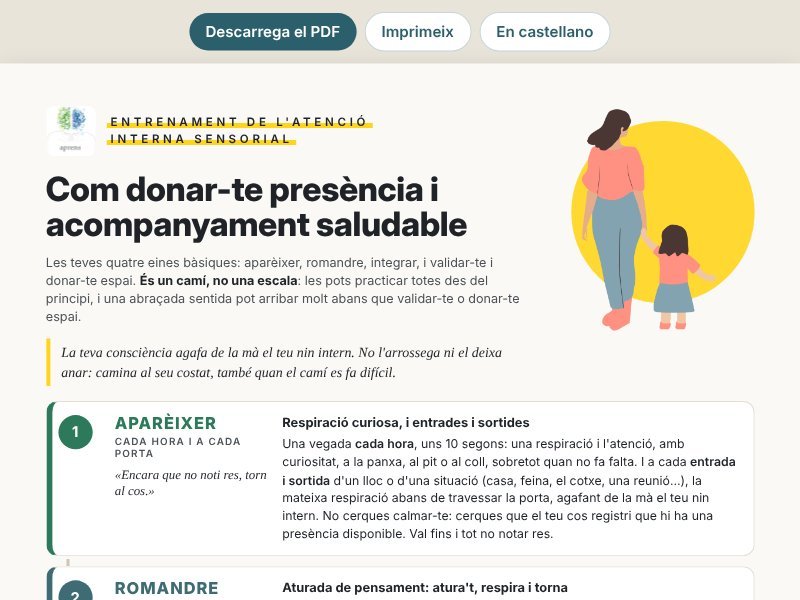 Descarrega el PDF
Imprimeix
En castellano
ENTRENAMENT DE L'ATENCIÓ
INTERNA SENSORIAL
Com donar-te presència i
acompanyament saludable
Les teves quatre eines bàsiques: aparèixer, romandre, integrar, i validar-te i
donar-te espai. És un camí, no una escala: les pots practicar totes des del
principi, i una abraçada sentida pot arribar molt abans que validar-te o donar-te
espai.
La teva consciència agafa de la mà el teu nin intern. No l'arrossega ni el deixa
anar: camina al seu costat, també quan el camí es fa difícil.
1
APARÈIXER
CADA HORA I A CADA
PORTA
«Encara que no noti res, torn
al cos.»
Respiració curiosa, i entrades i sortides
Una vegada cada hora, uns 10 segons: una respiració i l'atenció, amb
curiositat, a la panxa, al pit o al coll, sobretot quan no fa falta. I a cada entrada
i sortida d'un lloc o d'una situació (casa, feina, el cotxe, una reunió...), la
mateixa respiració abans de travessar la porta, agafant de la mà el teu nin
intern. No cerques calmar-te: cerques que el teu cos registri que hi ha una
presència disponible. Val fins i tot no notar res.
2
ROMANDRE
Aturada de pensament: atura't, respira i torna